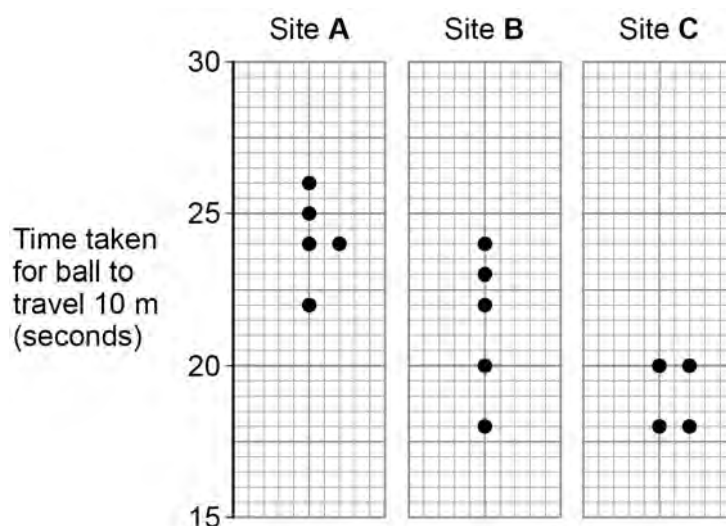 Site A
Site B
Site C
30
25
20
15
Time taken
for ball to
travel 10 m
(seconds)